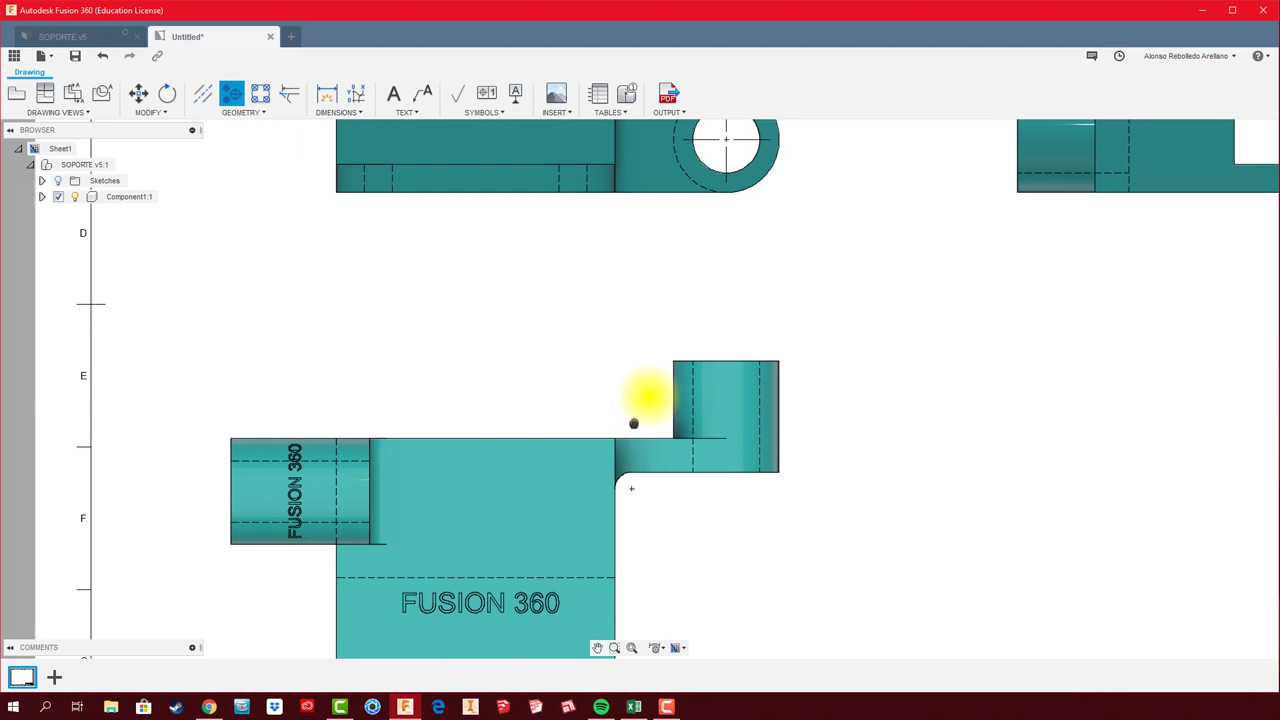 Autodesk Fusion 360 (Education License)
SOPORTE v5
Untitled*
Alonso Rebolledo Arellano
Drawing
DRAWING VIEWS
MODIFY
GEOMETRY
DIMENSIONS
TEXT
SYMBOLS
INSERT
TABLES
OUTPUT
BROWSER
Sheet1
SOPORTE v5:1
Sketches
Component1:1
D
E
F
FUSION 360
FUSION 360
COMMENTS